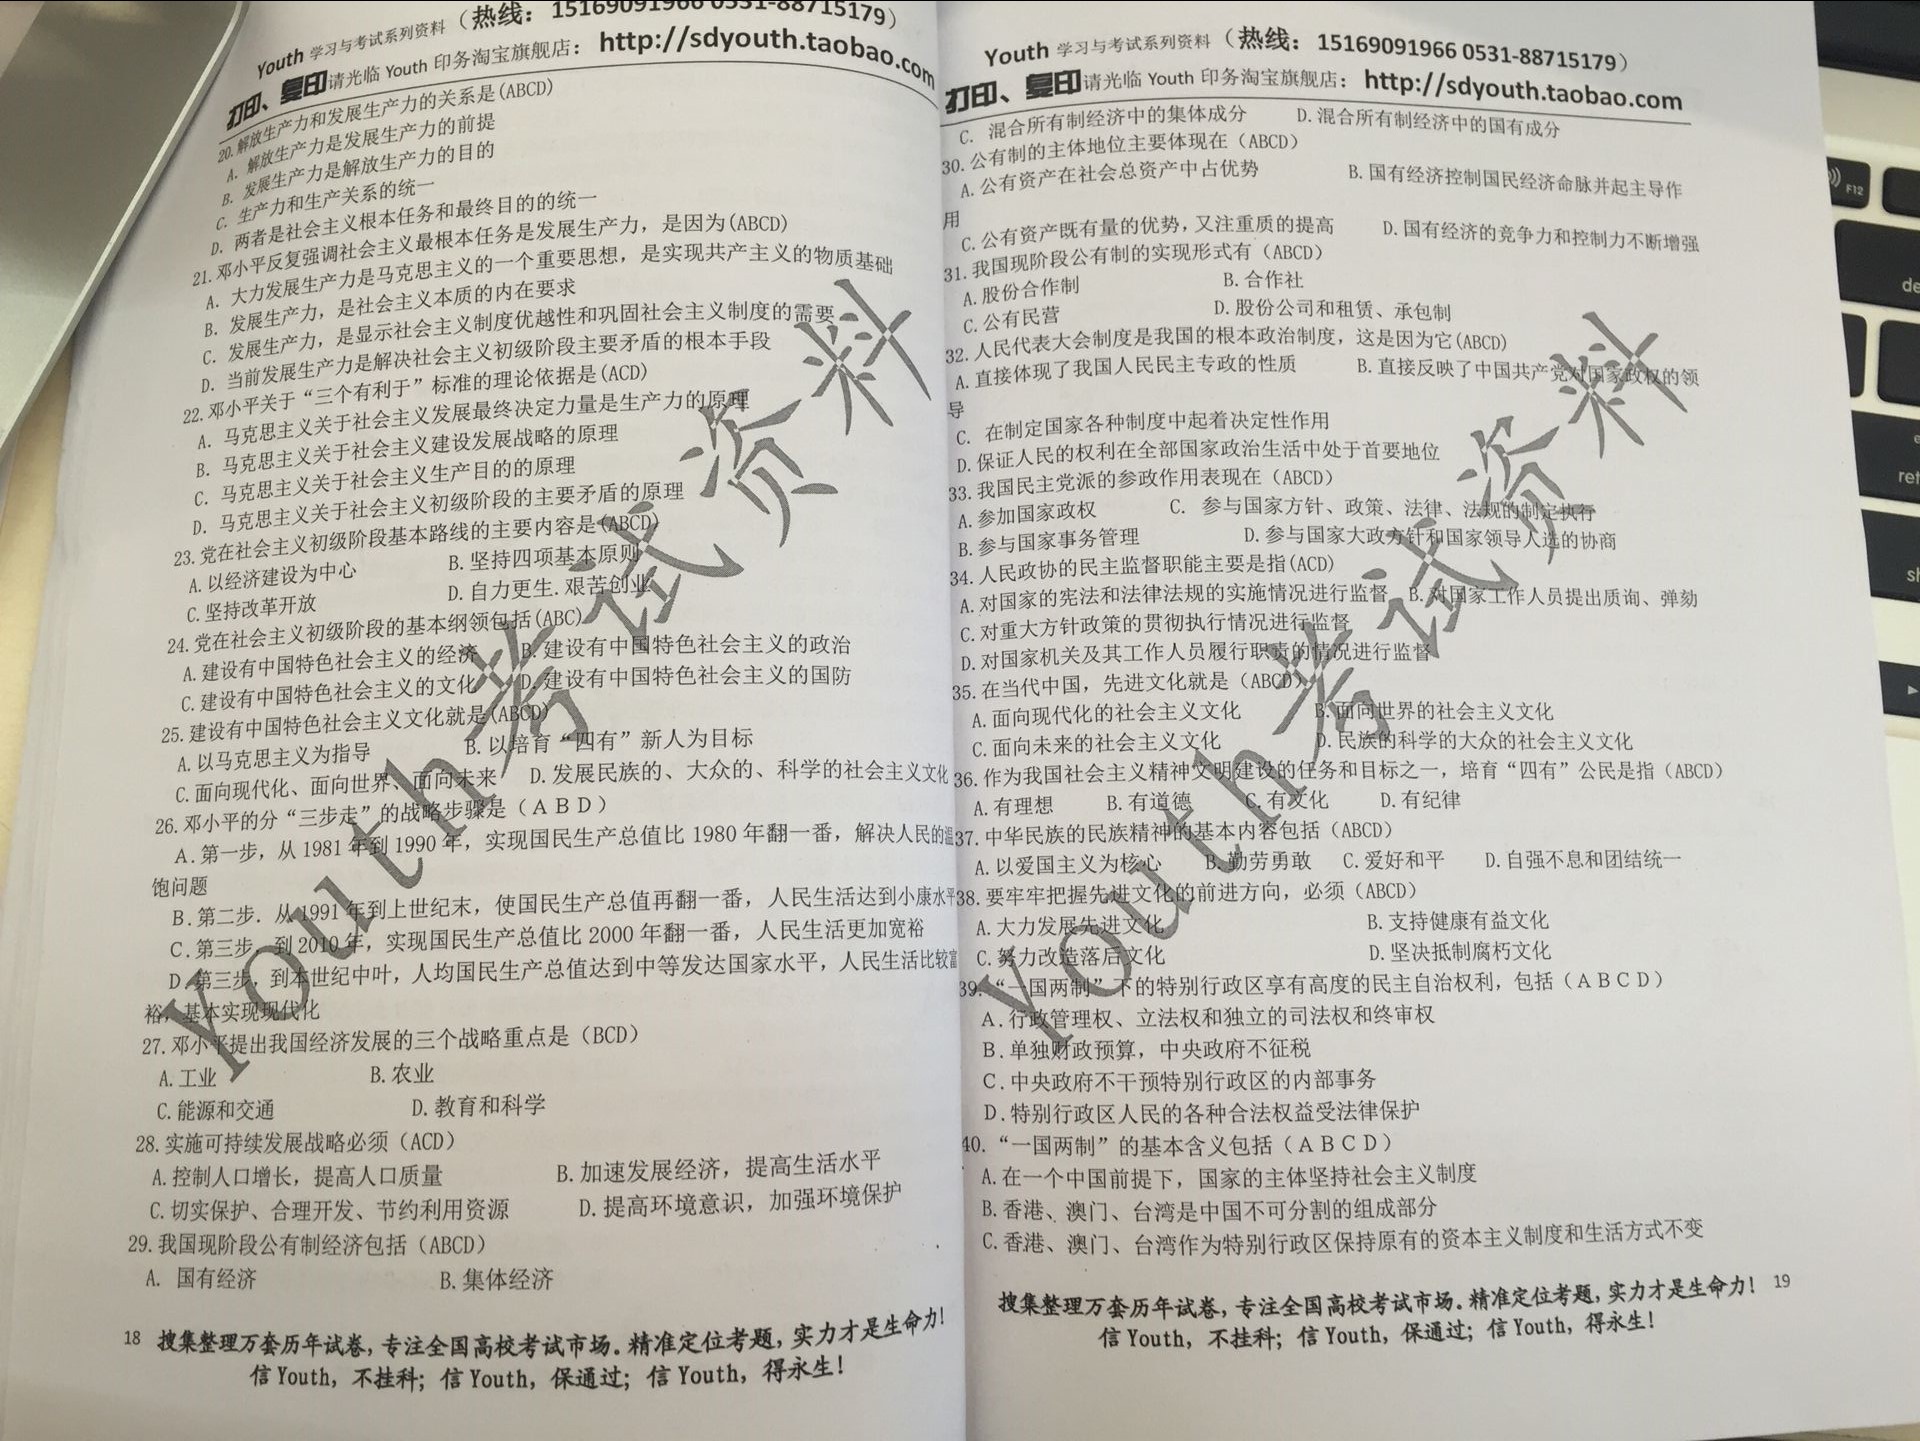 Youth 学习与考试系列资料（热线：15169091966 0531-88715179）
打印、复印请光临 Youth 印务淘宝旗舰店：http://sdyouth.taobao.com
20.解放生产力和发展生产力的关系是(ABCD)
A. 解放生产力是发展生产力的前提
B. 发展生产力是解放生产力的目的
C. 生产力和生产关系的统一
D. 两者是社会主义根本任务和最终目的的统一
21.邓小平反复强调社会主义最根本任务是发展生产力，是因为(ABCD)
A. 大力发展生产力是马克思主义的一个重要思想，是实现共产主义的物质基础
B. 发展生产力，是社会主义本质的内在要求
C. 发展生产力，是显示社会主义制度优越性和巩固社会主义制度的需要
D. 当前发展生产力是解决社会主义初级阶段主要矛盾的根本手段
22.邓小平关于“三个有利于”标准的理论依据是(ACD)
A. 马克思主义关于社会主义发展最终决定力量是生产力的原理
B. 马克思主义关于社会主义建设发展战略的原理
C. 马克思主义关于社会主义生产目的的原理
D. 马克思主义关于社会主义初级阶段的主要矛盾的原理
23.党在社会主义初级阶段基本路线的主要内容是(ABCD)
A.以经济建设为中心 B.坚持四项基本原则
C.坚持改革开放 D.自力更生.艰苦创业
24.党在社会主义初级阶段的基本纲领包括(ABC)
A.建设有中国特色社会主义的经济 B.建设有中国特色社会主义的政治
C.建设有中国特色社会主义的文化 D.建设有中国特色社会主义的国防
25.建设有中国特色社会主义文化就是(ABCD)
A.以马克思主义为指导 B.以培育“四有”新人为目标
C.面向现代化、面向世界、面向未来 D.发展民族的、大众的、科学的社会主义文化
26.邓小平的分“三步走”的战略步骤是（ABD）
A.第一步，从1981年到1990年，实现国民生产总值比1980年翻一番，解决人民的温
饱问题
B.第二步．从1991年到上世纪末，使国民生产总值再翻一番，人民生活达到小康水平
C.第三步，到2010年，实现国民生产总值比2000年翻一番，人民生活更加宽裕
D.第三步，到本世纪中叶，人均国民生产总值达到中等发达国家水平，人民生活比较富
裕，基本实现现代化
27.邓小平提出我国经济发展的三个战略重点是（BCD）
A.工业 B.农业
C.能源和交通 D.教育和科学
28.实施可持续发展战略必须（ACD）
A.控制人口增长，提高人口质量 B.加速发展经济，提高生活水平
C.切实保护、合理开发、节约利用资源 D.提高环境意识，加强环境保护
29.我国现阶段公有制经济包括（ABCD）
A. 国有经济 B.集体经济
18 搜集整理万套历年试卷，专注全国高校考试市场。精准定位考题，实力才是生命力！
信Youth，不挂科；信Youth，保通过；信Youth，得永生！
Youth考试资料
Youth 学习与考试系列资料（热线：15169091966 0531-88715179）
打印、复印请光临 Youth 印务淘宝旗舰店：http://sdyouth.taobao.com
C. 混合所有制经济中的集体成分 D.混合所有制经济中的国有成分
30.公有制的主体地位主要体现在（ABCD）
A.公有资产在社会总资产中占优势 B.国有经济控制国民经济命脉并起主导作
用
C.公有资产既有量的优势，又注重质的提高 D.国有经济的竞争力和控制力不断增强
31.我国现阶段公有制的实现形式有（ABCD）
A.股份合作制 B.合作社
C.公有民营 D.股份公司和租赁、承包制
32.人民代表大会制度是我国的根本政治制度，这是因为它(ABCD)
A.直接体现了我国人民民主专政的性质 B.直接反映了中国共产党对国家政权的领
导
C. 在制定国家各种制度中起着决定性作用
D.保证人民的权利在全部国家政治生活中处于首要地位
33.我国民主党派的参政作用表现在（ABCD）
A.参加国家政权 C. 参与国家方针、政策、法律、法规的制定执行
B.参与国家事务管理 D.参与国家大政方针和国家领导人选的协商
34.人民政协的民主监督职能主要是指(ACD)
A.对国家的宪法和法律法规的实施情况进行监督 B.对国家工作人员提出质询、弹劾
C.对重大方针政策的贯彻执行情况进行监督
D.对国家机关及其工作人员履行职责的情况进行监督
35.在当代中国，先进文化就是（ABCD）
A.面向现代化的社会主义文化 B.面向世界的社会主义文化
C.面向未来的社会主义文化 D.民族的科学的大众的社会主义文化
36.作为我国社会主义精神文明建设的任务和目标之一，培育“四有”公民是指（ABCD）
A.有理想 B.有道德 C.有文化 D.有纪律
37.中华民族的民族精神的基本内容包括（ABCD）
A.以爱国主义为核心 B.勤劳勇敢 C.爱好和平 D.自强不息和团结统一
38.要牢牢把握先进文化的前进方向，必须（ABCD）
A.大力发展先进文化 B.支持健康有益文化
C.努力改造落后文化 D.坚决抵制腐朽文化
39.“一国两制”下的特别行政区享有高度的民主自治权利，包括（ABCD）
A.行政管理权、立法权和独立的司法权和终审权
B.单独财政预算，中央政府不征税
C.中央政府不干预特别行政区的内部事务
D.特别行政区人民的各种合法权益受法律保护
40.“一国两制”的基本含义包括（ABCD）
A.在一个中国前提下，国家的主体坚持社会主义制度
B.香港、澳门、台湾是中国不可分割的组成部分
C.香港、澳门、台湾作为特别行政区保持原有的资本主义制度和生活方式不变
搜集整理万套历年试卷，专注全国高校考试市场。精准定位考题，实力才是生命力！ 19
信Youth，不挂科；信Youth，保通过；信Youth，得永生！
Youth考试资料
F12